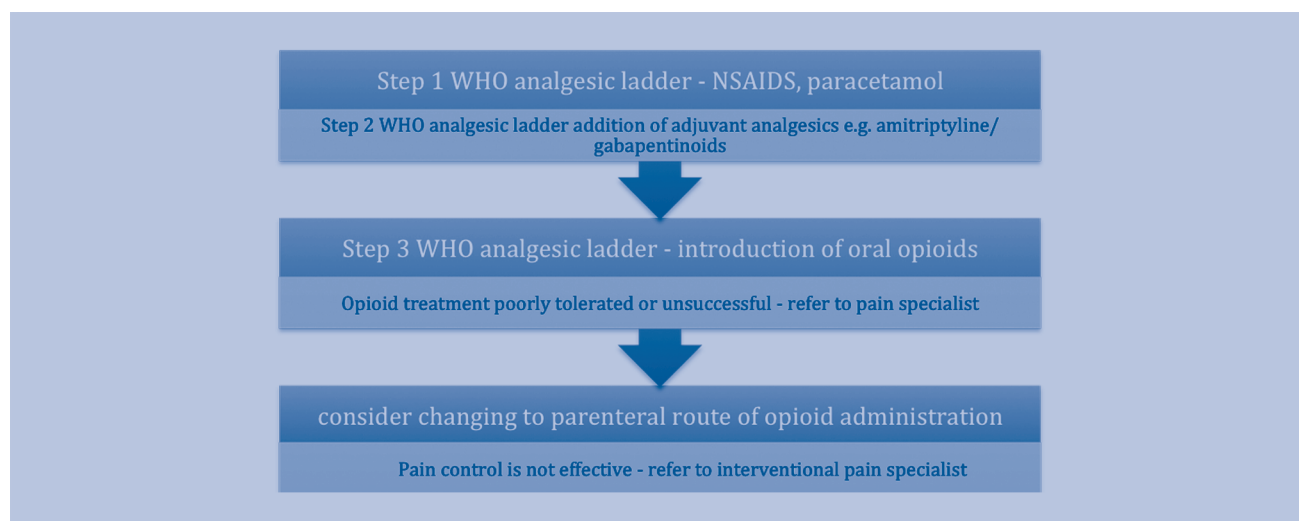 Step 1 WHO analgesic ladder - NSAIDS, paracetamol
Step 2 WHO analgesic ladder addition of adjuvant analgesics e.g. amitriptyline/
gabapentinoids
Step 3 WHO analgesic ladder - introduction of oral opioids
Opioid treatment poorly tolerated or unsuccessful - refer to pain specialist
consider changing to parenteral route of opioid administration
Pain control is not effective - refer to interventional pain specialist